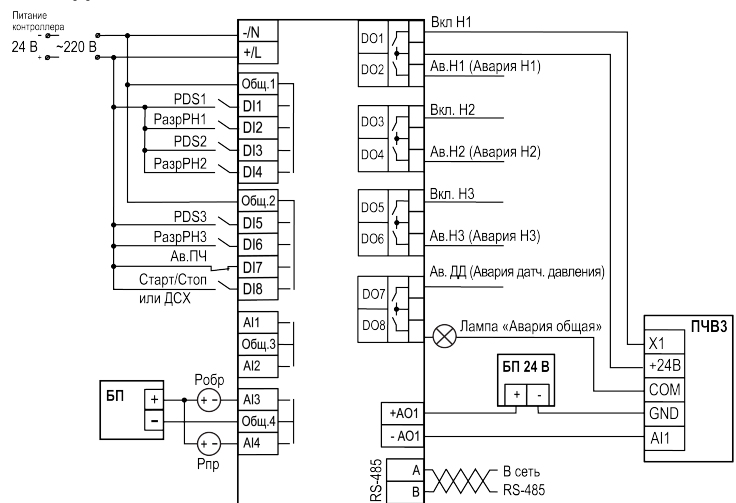 Питание
контроллера
24 В ~220 В
-/N
+/L
Общ.1
PDS1 DI1
РазрРН1 DI2
PDS2 DI3
РазрРН2 DI4
Общ.2
PDS3 DI5
РазрРН3 DI6
Ав.ПЧ DI7
Старт/Стоп DI8
или ДСХ
AI1
Общ.3
AI2
Робр
БП + + - AI3
- Общ.4
+ - AI4
Рпр
DO1 Вкл Н1
DO2 Ав.Н1 (Авария Н1)
DO3 Вкл. Н2
DO4 Ав.Н2 (Авария Н2)
DO5 Вкл. Н3
DO6 Ав.Н3 (Авария Н3)
DO7 Ав. ДД (Авария датч. давления)
DO8 Лампа «Авария общая»
БП 24 В
+ -
+AO1
- AO1
RS-485
A В сеть
B RS-485
ПЧВ3
X1
+24В
COM
GND
AI1